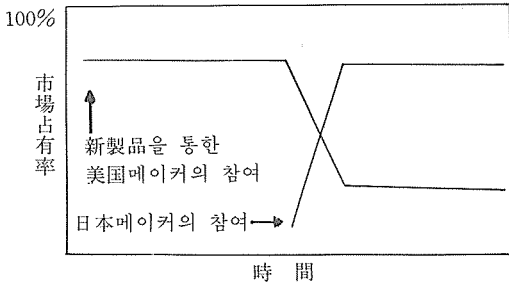 100%
市場占有率
新製品을 통한
美国메이커의 참여
日本메이커의 참여
時間